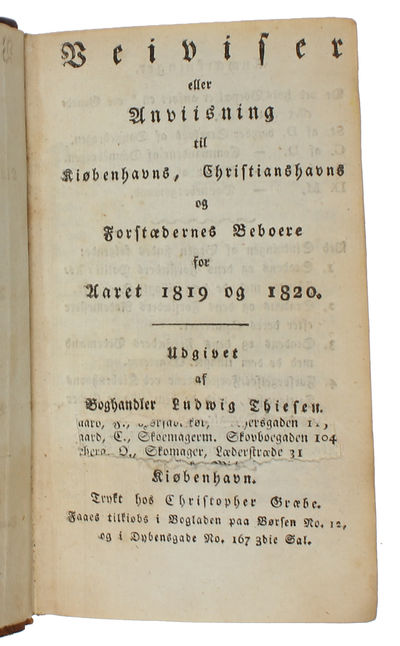 Veiviser
eller
Anviisning
til
Kiøbenhavns, Christianshavns
og
Forstædernes Beboere
for
Aaret 1819 og 1820.
Udgivet
af
Boghandler Ludwig Thiesen.
aard, C., Skoemagerm. Skovboegaden 104
O., Skomager, Læderstræde 31
Kiøbenhavn.
Trykt hos Christopher Græbe.
Faaes tilkiøbs i Bogladen paa Børsen No. 12,
og i Dybensgade No. 167 3die Sal.